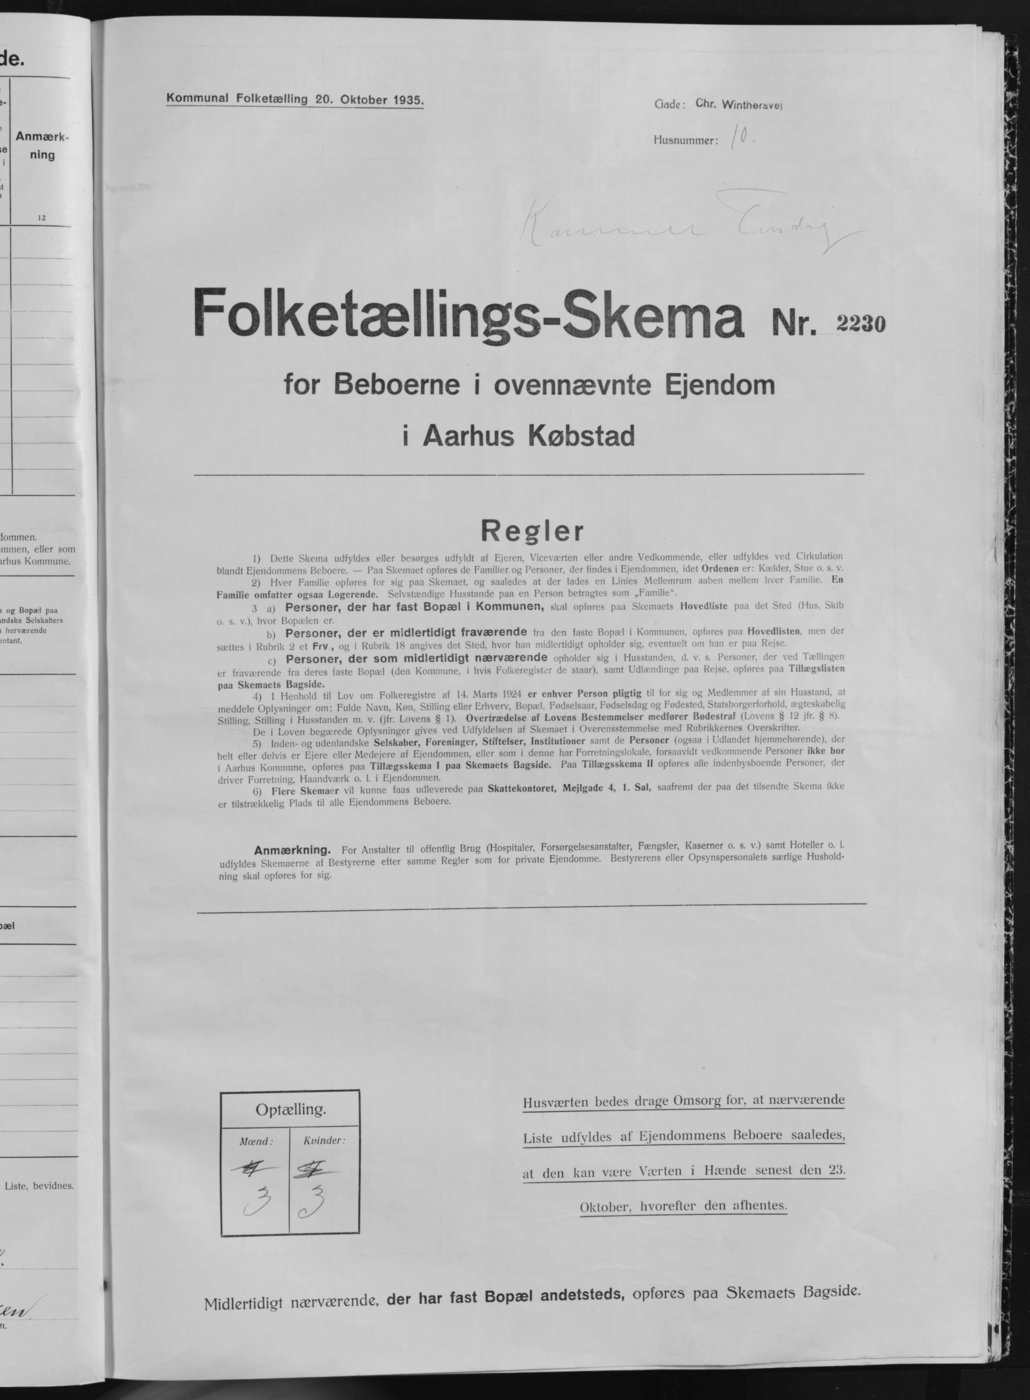 de.
Anmærk-
ning
12
dommen.
mmen, eller som
arhus Kommune.
og Bopæl paa
ndske Selskabers
herværende
entant.
pæl
Liste, bevidnes.
Kommunal Folketælling 20. Oktober 1935.
Gade: Chr. Winthersvej
Husnummer: 10.
Kommer Tirsdag
Folketællings-Skema Nr. 2230
for Beboerne i ovennævnte Ejendom
i Aarhus Købstad
Regler
1) Dette Skema udfyldes eller besørges udfyldt af Ejeren, Viceværten eller andre Vedkommende, eller udfyldes ved Cirkulation
blandt Ejendommens Beboere. — Paa Skemaet opføres de Familier og Personer, der findes i Ejendommen, idet Ordenen er: Kælder, Stue o. s. v.
2) Hver Familie opføres for sig paa Skemaet, og saaledes at der lades en Linies Mellemrum aaben mellem hver Familie. En
Familie omfatter ogsaa Logerende. Selvstændige Husstande paa en Person betragtes som „Familie“.
3 a) Personer, der har fast Bopæl i Kommunen, skal opføres paa Skemaets Hovedliste paa det Sted (Hus, Skib
o. s. v.), hvor Bopælen er.
b) Personer, der er midlertidigt fraværende fra den faste Bopæl i Kommunen, opføres paa Hovedlisten, men der
sættes i Rubrik 2 et Frv., og i Rubrik 18 angives det Sted, hvor han midlertidigt opholder sig, eventuelt om han er paa Rejse.
c) Personer, der som midlertidigt nærværende opholder sig i Husstanden, d. v. s. Personer, der ved Tællingen
er fraværende fra deres faste Bopæl (den Kommune, i hvis Folkeregister de staar), samt Udlændinge paa Rejse, opføres paa Tillægslisten
paa Skemaets Bagside.
4) I Henhold til Lov om Folkeregistre af 14. Marts 1924 er enhver Person pligtig til for sig og Medlemmer af sin Husstand, at
meddele Oplysninger om: Fulde Navn, Køn, Stilling eller Erhverv, Bopæl, Fødselsaar, Fødselsdag og Fødested, Statsborgerforhold, ægteskabelig
Stilling, Stilling i Husstanden m. v. (jfr. Lovens § 1). Overtrædelse af Lovens Bestemmelser medfører Bødestraf (Lovens § 12 jfr. § 8).
De i Loven begærede Oplysninger gives ved Udfyldelsen af Skemaet i Overensstemmelse med Rubrikkernes Overskrifter.
5) Inden- og udenlandske Selskaber, Foreninger, Stiftelser, Institutioner samt de Personer (ogsaa i Udlandet hjemmehørende), der
helt eller delvis er Ejere eller Medejere af Ejendommen, eller som i denne har Forretningslokale, forsaavidt vedkommende Personer ikke bor
i Aarhus Kommune, opføres paa Tillægsskema I paa Skemaets Bagside. Paa Tillægsskema II opføres alle indenbysboende Personer, der
driver Forretning, Haandværk o. l. i Ejendommen.
6) Flere Skemaer vil kunne faas udleverede paa Skattekontoret, Mejlgade 4, 1. Sal, saafremt der paa det tilsendte Skema ikke
er tilstrækkelig Plads til alle Ejendommens Beboere.
Anmærkning. For Anstalter til offentlig Brug (Hospitaler, Forsørgelsesanstalter, Fængsler, Kaserner o. s. v.) samt Hoteller o. l.
udfyldes Skemaerne af Bestyrerne efter samme Regler som for private Ejendomme. Bestyrerens eller Opsynspersonalets særlige Hushold-
ning skal opføres for sig.
Optælling.
Mænd: Kvinder:
3 3
Husværten bedes drage Omsorg for, at nærværende
Liste udfyldes af Ejendommens Beboere saaledes,
at den kan være Værten i Hænde senest den 23.
Oktober, hvorefter den afhentes.
Midlertidigt nærværende, der har fast Bopæl andetsteds, opføres paa Skemaets Bagside.